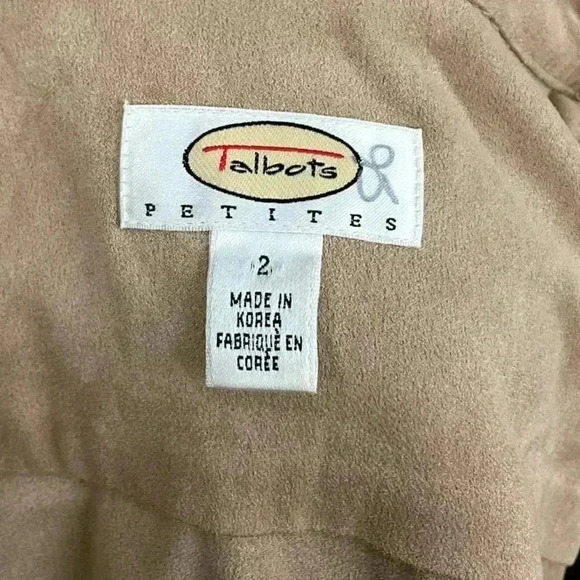 Talbots
PETITES
2
MADE IN
KOREA
FABRIQUÉ EN
CORÉE